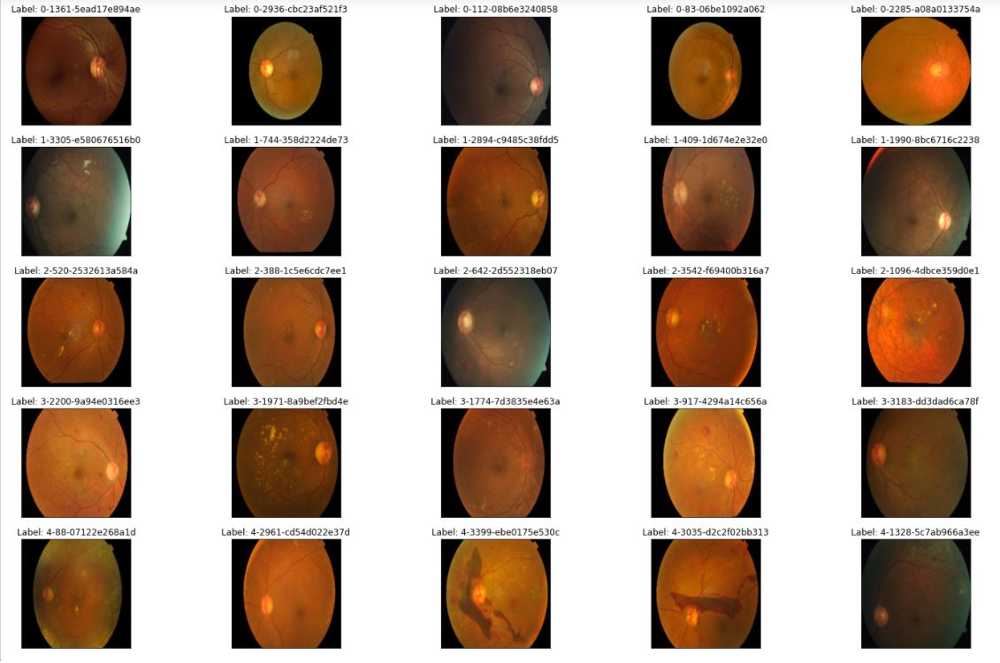 Label: 0-1361-5ead17e894ae
Label: 0-2936-cbc23af521f3
Label: 0-112-08b6e3240858
Label: 0-83-06be1092a062
Label: 0-2285-a08a0133754a
Label: 1-3305-e580676516b0
Label: 1-744-358d2224de73
Label: 1-2894-c9485c38fdd5
Label: 1-409-1d674e2e32e0
Label: 1-1990-8bc6716c2238
Label: 2-520-2532613a584a
Label: 2-388-1c5e6cdc7ee1
Label: 2-642-2d552318eb07
Label: 2-3542-f69400b316a7
Label: 2-1096-4dbce359d0e1
Label: 3-2200-9a94e0316ee3
Label: 3-1971-8a9bef2fbd4e
Label: 3-1774-7d3835e4e63a
Label: 3-917-4294a14c656a
Label: 3-3183-dd3dad6ca78f
Label: 4-88-07122e268a1d
Label: 4-2961-cd54d022e37d
Label: 4-3399-ebe0175e530c
Label: 4-3035-d2c2f02bb313
Label: 4-1328-5c7ab966a3ee